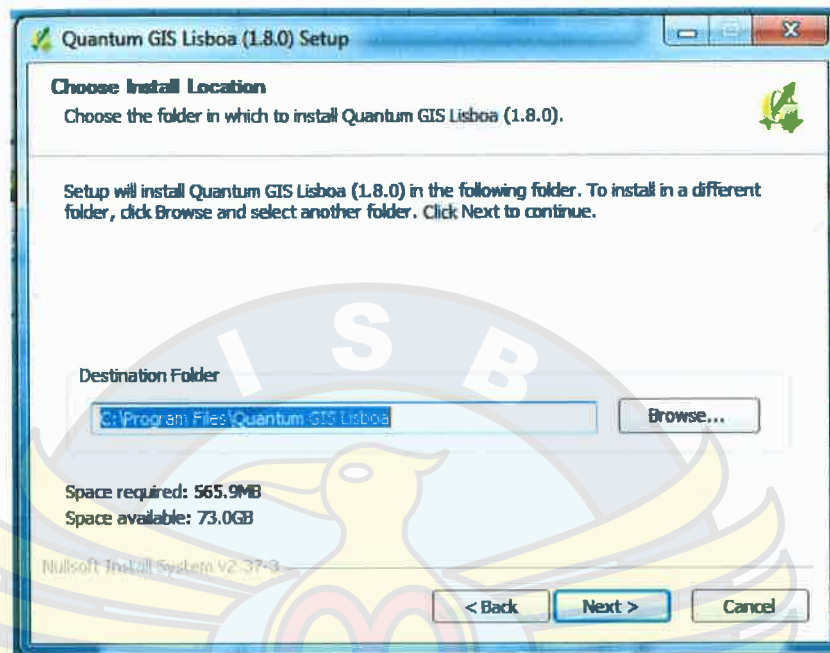 Quantum GIS Lisboa (1.8.0) Setup
Choose Install Location
Choose the folder in which to install Quantum GIS Lisboa (1.8.0).
Setup will install Quantum GIS Lisboa (1.8.0) in the following folder. To install in a different
folder, click Browse and select another folder. Click Next to continue.
I S B
Destination Folder
C:\Program Files\Quantum GIS Lisboa
Browse...
Space required: 565.9MB
Space available: 73.0GB
Nullsoft Install System v2.37-3
< Back
Next >
Cancel